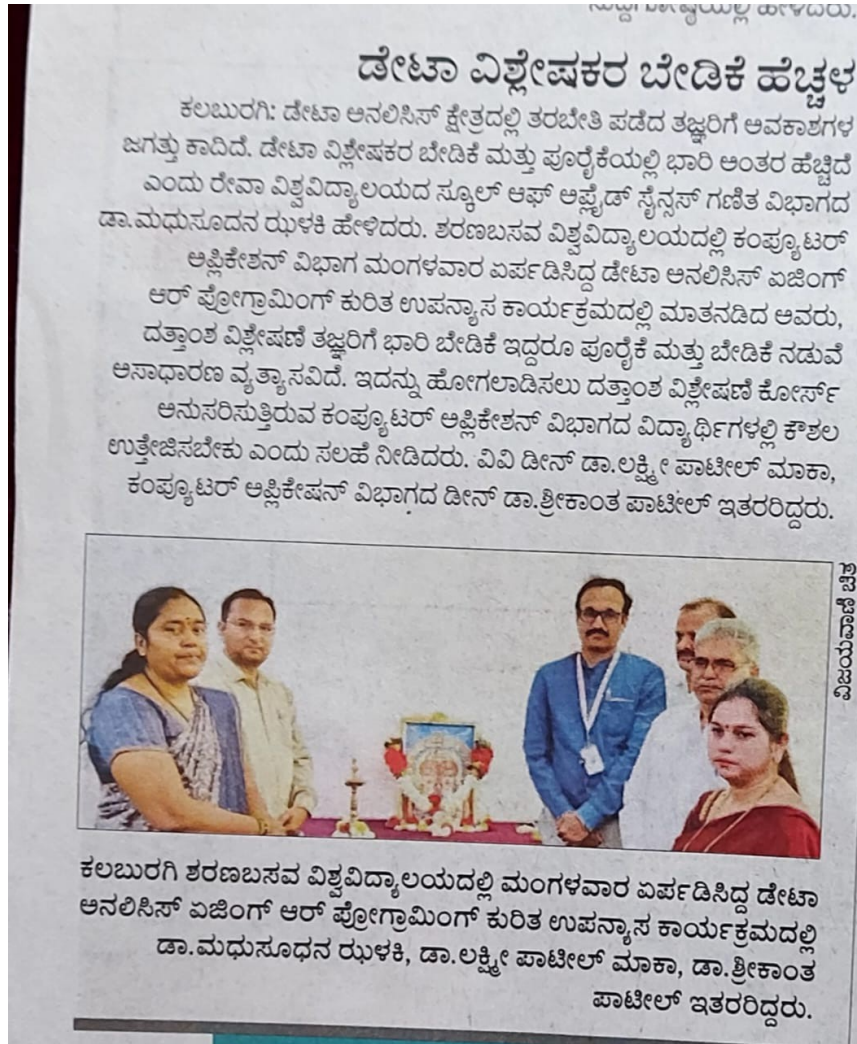 ಡೇಟಾ ವಿಶ್ಲೇಷಕರ ಬೇಡಿಕೆ ಹೆಚ್ಚಳ
ಕಲಬುರಗಿ: ಡೇಟಾ ಅನಲಿಸಿಸ್ ಕ್ಷೇತ್ರದಲ್ಲಿ ತರಬೇತಿ ಪಡೆದ ತಜ್ಞರಿಗೆ ಅವಕಾಶಗಳ
ಜಗತ್ತು ಕಾದಿದೆ. ಡೇಟಾ ವಿಶ್ಲೇಷಕರ ಬೇಡಿಕೆ ಮತ್ತು ಪೂರೈಕೆಯಲ್ಲಿ ಭಾರಿ ಅಂತರ ಹೆಚ್ಚಿದೆ
ಎಂದು ರೇವಾ ವಿಶ್ವವಿದ್ಯಾಲಯದ ಸ್ಕೂಲ್ ಆಫ್ ಅಪ್ಲೈಡ್ ಸೈನ್ಸಸ್ ಗಣಿತ ವಿಭಾಗದ
ಡಾ.ಮಧುಸೂದನ ಝಳಕಿ ಹೇಳಿದರು. ಶರಣಬಸವ ವಿಶ್ವವಿದ್ಯಾಲಯದಲ್ಲಿ ಕಂಪ್ಯೂಟರ್
ಅಪ್ಲಿಕೇಶನ್ ವಿಭಾಗ ಮಂಗಳವಾರ ಏರ್ಪಡಿಸಿದ್ದ ಡೇಟಾ ಅನಲಿಸಿಸ್ ಏಜಿಂಗ್
ಆರ್ ಪ್ರೋಗ್ರಾಮಿಂಗ್ ಕುರಿತ ಉಪನ್ಯಾಸ ಕಾರ್ಯಕ್ರಮದಲ್ಲಿ ಮಾತನಡಿದ ಅವರು,
ದತ್ತಾಂಶ ವಿಶ್ಲೇಷಣೆ ತಜ್ಞರಿಗೆ ಭಾರಿ ಬೇಡಿಕೆ ಇದ್ದರೂ ಪೂರೈಕೆ ಮತ್ತು ಬೇಡಿಕೆ ನಡುವೆ
ಅಸಾಧಾರಣ ವ್ಯತ್ಯಾಸವಿದೆ. ಇದನ್ನು ಹೋಗಲಾಡಿಸಲು ದತ್ತಾಂಶ ವಿಶ್ಲೇಷಣೆ ಕೋರ್ಸ್
ಅನುಸರಿಸುತ್ತಿರುವ ಕಂಪ್ಯೂಟರ್ ಅಪ್ಲಿಕೇಶನ್ ವಿಭಾಗದ ವಿದ್ಯಾರ್ಥಿಗಳಲ್ಲಿ ಕೌಶಲ
ಉತ್ತೇಜಿಸಬೇಕು ಎಂದು ಸಲಹೆ ನೀಡಿದರು. ವಿವಿ ಡೀನ್ ಡಾ.ಲಕ್ಷ್ಮೀ ಪಾಟೀಲ್ ಮಾಕಾ,
ಕಂಪ್ಯೂಟರ್ ಅಪ್ಲಿಕೇಷನ್ ವಿಭಾಗದ ಡೀನ್ ಡಾ.ಶ್ರೀಕಾಂತ ಪಾಟೀಲ್ ಇತರರಿದ್ದರು.
ವಿಜಯವಾಣಿ ಚಿತ್ರ
ಕಲಬುರಗಿ ಶರಣಬಸವ ವಿಶ್ವವಿದ್ಯಾಲಯದಲ್ಲಿ ಮಂಗಳವಾರ ಏರ್ಪಡಿಸಿದ್ದ ಡೇಟಾ
ಅನಲಿಸಿಸ್ ಏಜಿಂಗ್ ಆರ್ ಪ್ರೋಗ್ರಾಮಿಂಗ್ ಕುರಿತ ಉಪನ್ಯಾಸ ಕಾರ್ಯಕ್ರಮದಲ್ಲಿ
ಡಾ.ಮಧುಸೂಧನ ಝಳಕಿ, ಡಾ.ಲಕ್ಷ್ಮೀ ಪಾಟೀಲ್ ಮಾಕಾ, ಡಾ.ಶ್ರೀಕಾಂತ
ಪಾಟೀಲ್ ಇತರರಿದ್ದರು.